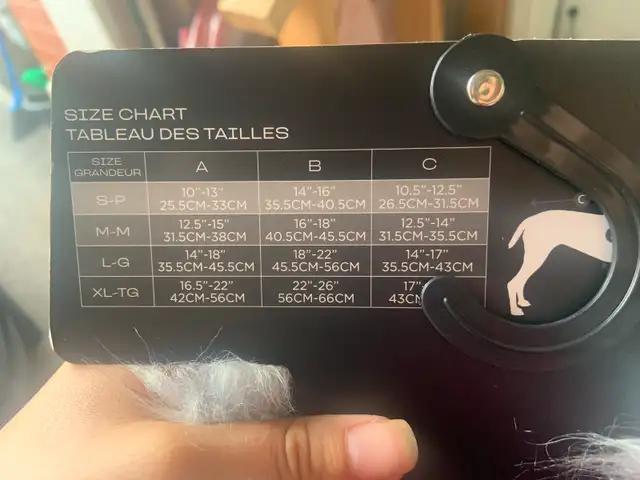 SIZE CHART
TABLEAU DES TAILLES
SIZE GRANDEUR A B C
S-P 10"-13" 14"-16" 10.5"-12.5"
25.5CM-33CM 35.5CM-40.5CM 26.5CM-31.5CM
M-M 12.5"-15" 16"-18" 12.5"-14"
31.5CM-38CM 40.5CM-45.5CM 31.5CM-35.5CM
L-G 14"-18" 18"-22" 14"-17"
35.5CM-45.5CM 45.5CM-56CM 35.5CM-43CM
XL-TG 16.5"-22" 22"-26" 17"
42CM-56CM 56CM-66CM 43CM
C